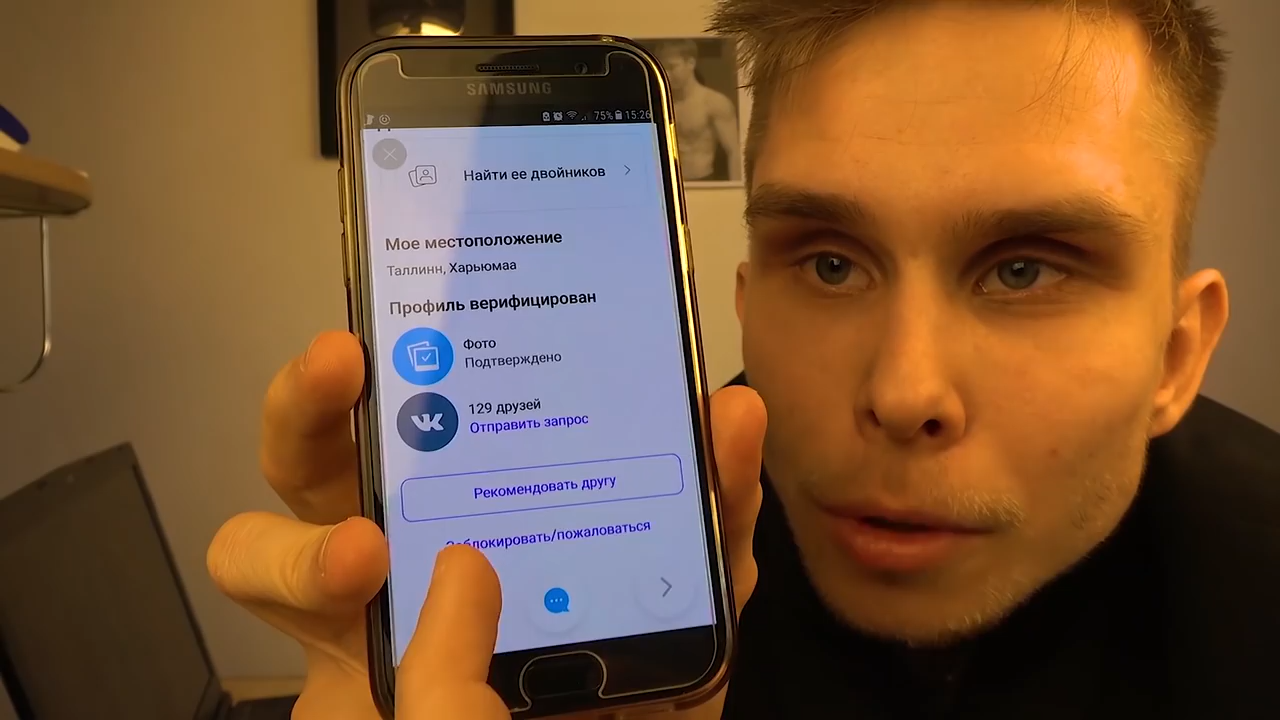 SAMSUNG
75% 15:26
Найти ее двойников
Мое местоположение
Таллинн, Харьюмаа
Профиль верифицирован
Фото
Подтверждено
129 друзей
Отправить запрос
Рекомендовать другу
Заблокировать/пожаловаться